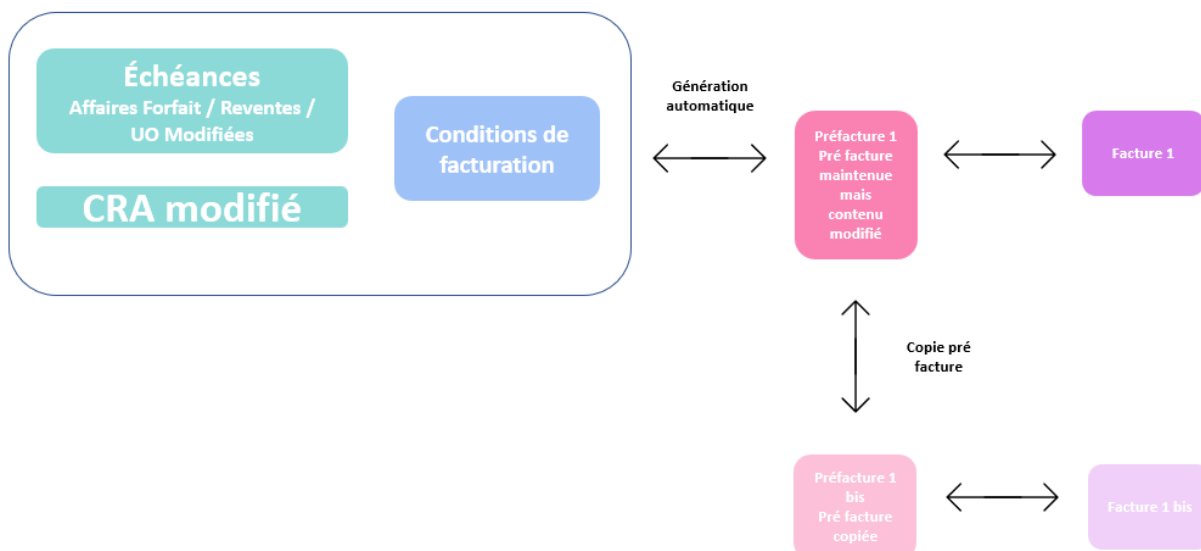 Échéances
Affaires Forfait / Reventes /
UO Modifiées
CRA modifié
Conditions de
facturation
Génération
automatique
Préfacture 1
Pré facture
maintenue
mais
contenu
modifié
Facture 1
Copie pré
facture
Préfacture 1
bis
Pré facture
copiée
Facture 1 bis